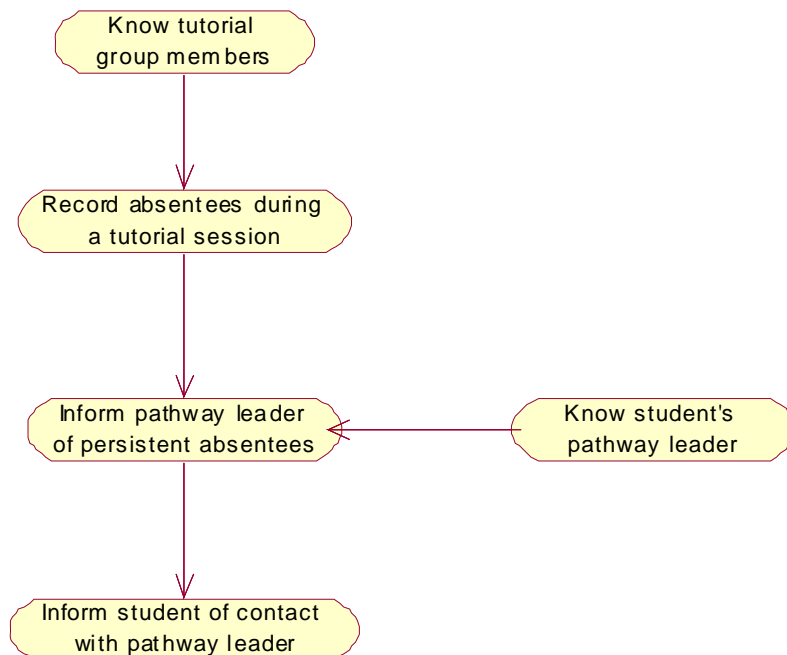 Know tutorial
group members
Record absentees during
a tutorial session
Inform pathway leader
of persistent absentees
Know student's
pathway leader
Inform student of contact
with pathway leader